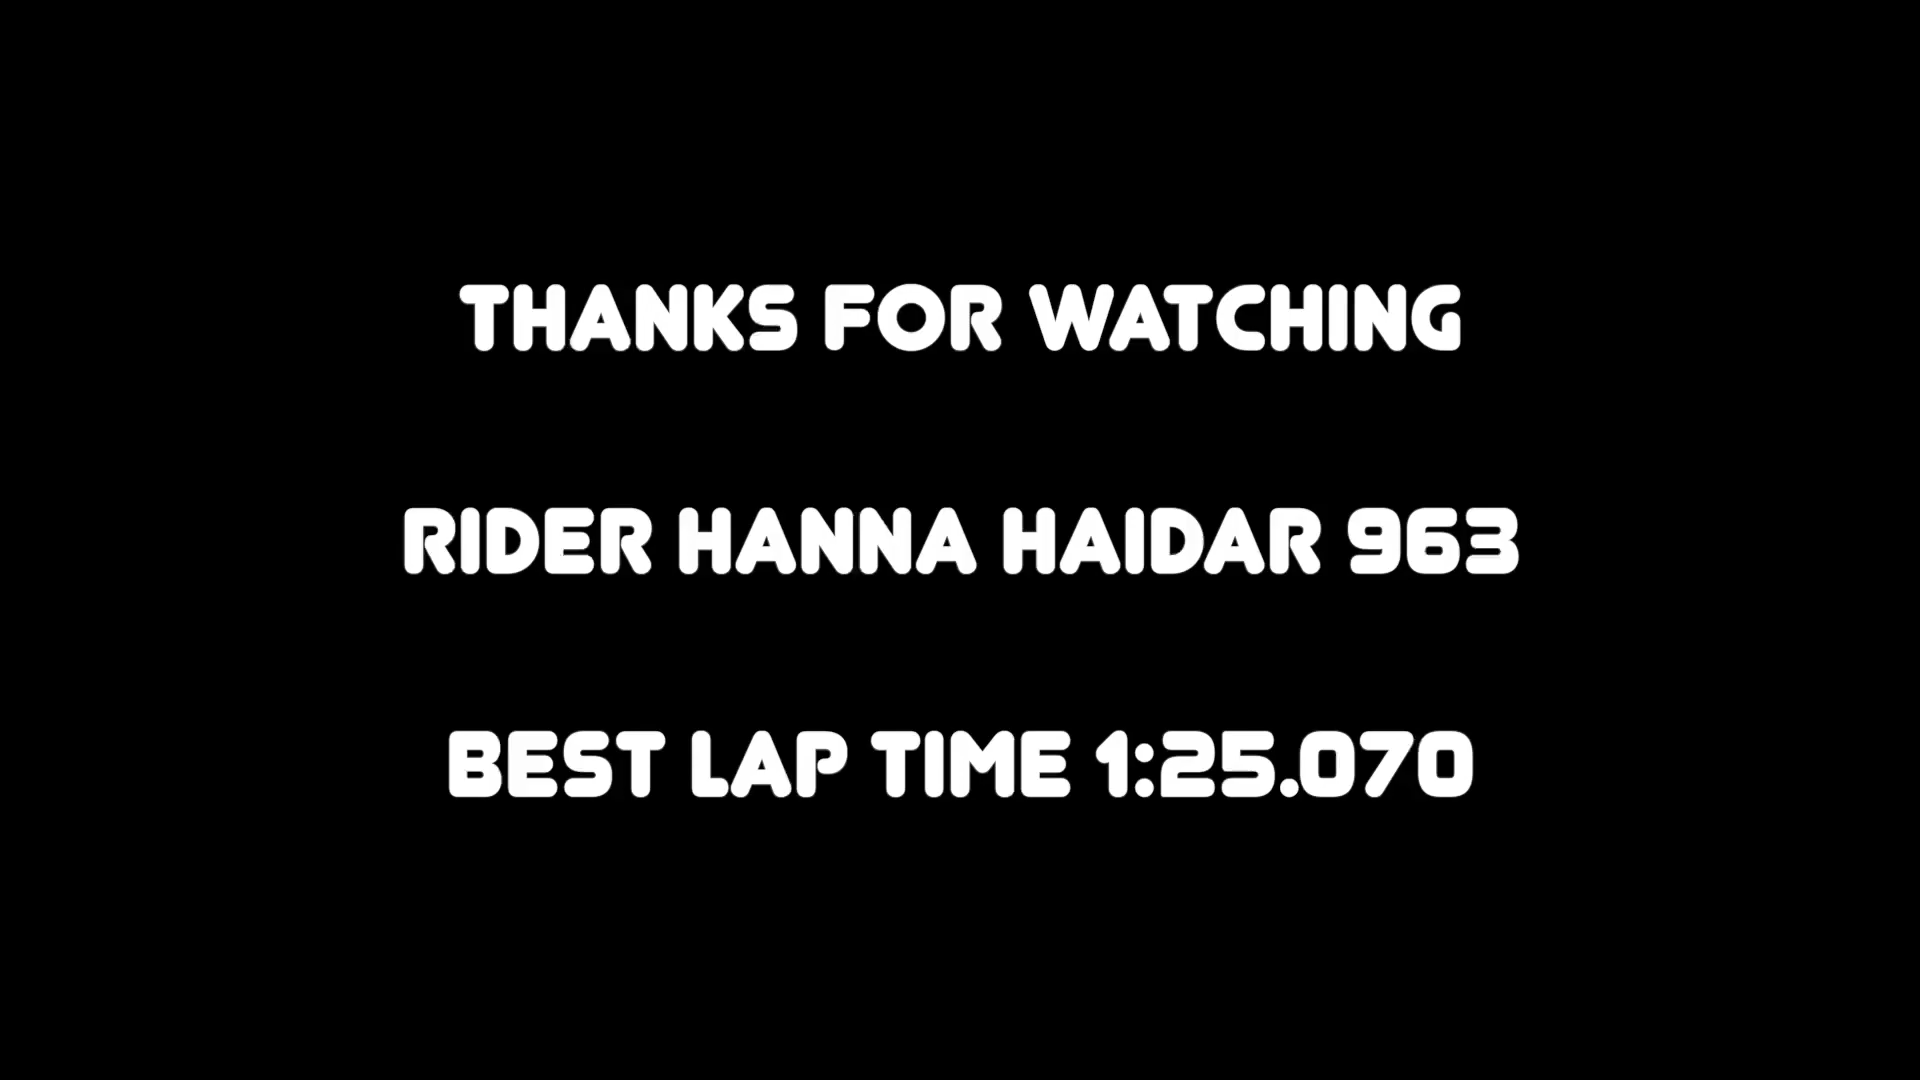 THANKS FOR WATCHING
RIDER HANNA HAIDAR 963
BEST LAP TIME 1:25.070